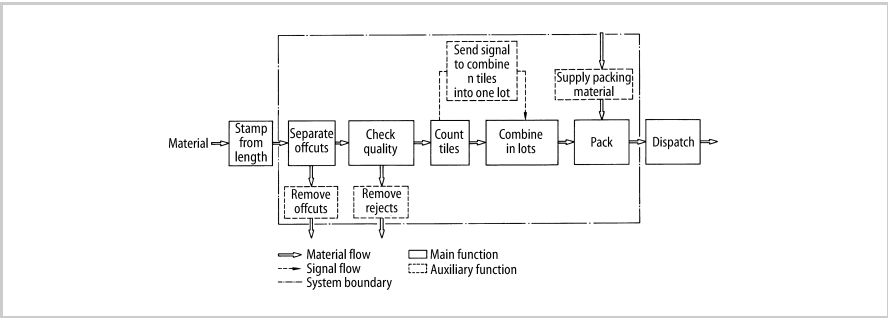 Send signal
to combine
n tiles
into one lot
Supply packing
material
Material
Stamp
from
length
Separate
offcuts
Check
quality
Count
tiles
Combine
in lots
Pack
Dispatch
Remove
offcuts
Remove
rejects
Material flow
Signal flow
System boundary
Main function
Auxiliary function